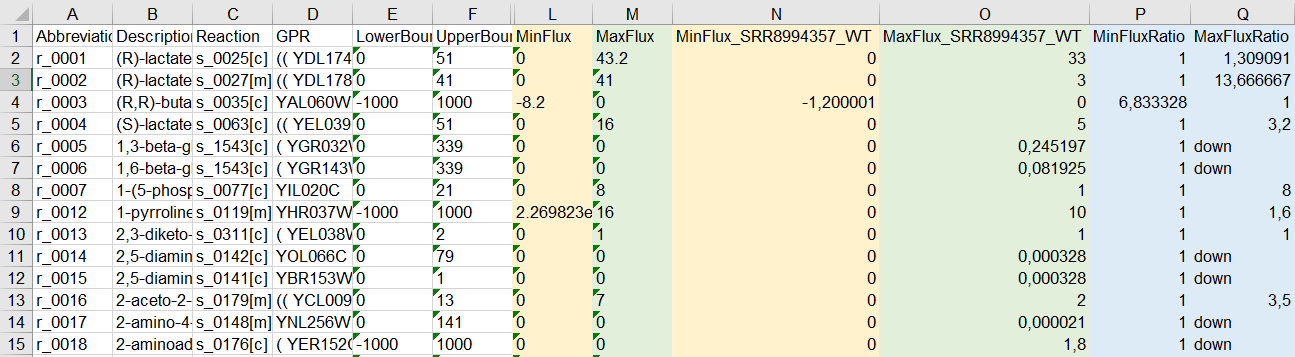 A B C D E F L M N O P Q
1 Abbreviatio Description Reaction GPR LowerBour UpperBour MinFlux MaxFlux MinFlux_SRR8994357_WT MaxFlux_SRR8994357_WT MinFluxRatio MaxFluxRatio
2 r_0001 (R)-lactate s_0025[c] (( YDL174 0 51 0 43.2 0 33 1 1,309091
3 r_0002 (R)-lactate s_0027[m] (( YDL178 0 41 0 41 0 3 1 13,666667
4 r_0003 (R,R)-buta s_0035[c] YAL060W -1000 1000 -8.2 0 -1,200001 0 6,833328 1
5 r_0004 (S)-lactate s_0063[c] (( YEL039 0 51 0 16 0 5 1 3,2
6 r_0005 1,3-beta-g s_1543[c] ( YGR032V 0 339 0 0 0 0,245197 1 down
7 r_0006 1,6-beta-g s_1543[c] ( YGR143V 0 339 0 0 0 0,081925 1 down
8 r_0007 1-(5-phosp s_0077[c] YIL020C 0 21 0 8 0 1 1 8
9 r_0012 1-pyrroline s_0119[m] YHR037W -1000 1000 2.269823e 16 0 10 1 1,6
10 r_0013 2,3-diketo- s_0311[c] ( YEL038W 0 2 0 1 0 1 1 1
11 r_0014 2,5-diamin s_0142[c] YOL066C 0 79 0 0 0 0,000328 1 down
12 r_0015 2,5-diamin s_0141[c] YBR153W 0 1 0 0 0 0,000328 1 down
13 r_0016 2-aceto-2- s_0179[m] (( YCL009 0 13 0 7 0 2 1 3,5
14 r_0017 2-amino-4- s_0148[m] YNL256W 0 141 0 0 0 0,000021 1 down
15 r_0018 2-aminoad s_0176[c] ( YER152C -1000 1000 0 0 0 1,8 1 down